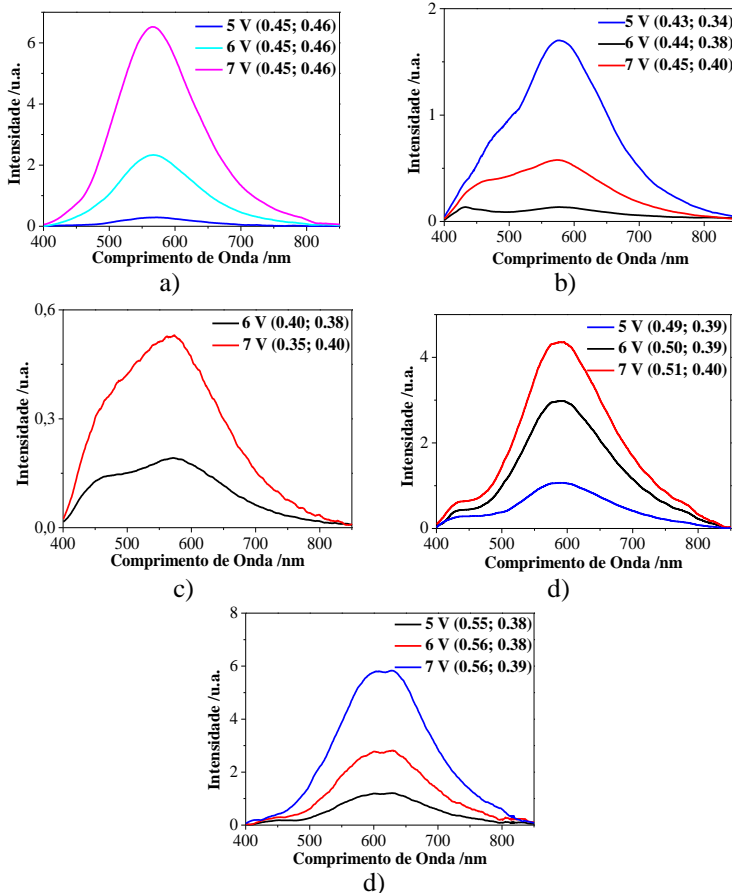 5 V (0.45; 0.46)
6 V (0.45; 0.46)
7 V (0.45; 0.46)
Intensidade /u.a.
6
4
2
0
400 500 600 700 800
Comprimento de Onda /nm
a)
5 V (0.43; 0.34)
6 V (0.44; 0.38)
7 V (0.45; 0.40)
Intensidade /u.a.
2
1
0
400 500 600 700 800
Comprimento de Onda /nm
b)
6 V (0.40; 0.38)
7 V (0.35; 0.40)
Intensidade /u.a.
0.6
0.3
0.0
400 500 600 700 800
Comprimento de Onda /nm
c)
5 V (0.49; 0.39)
6 V (0.50; 0.39)
7 V (0.51; 0.40)
Intensidade /u.a.
4
2
0
400 500 600 700 800
Comprimento de Onda /nm
d)
5 V (0.55; 0.38)
6 V (0.56; 0.38)
7 V (0.56; 0.39)
Intensidade /u.a.
8
6
4
2
0
400 500 600 700 800
Comprimento de Onda /nm
d)